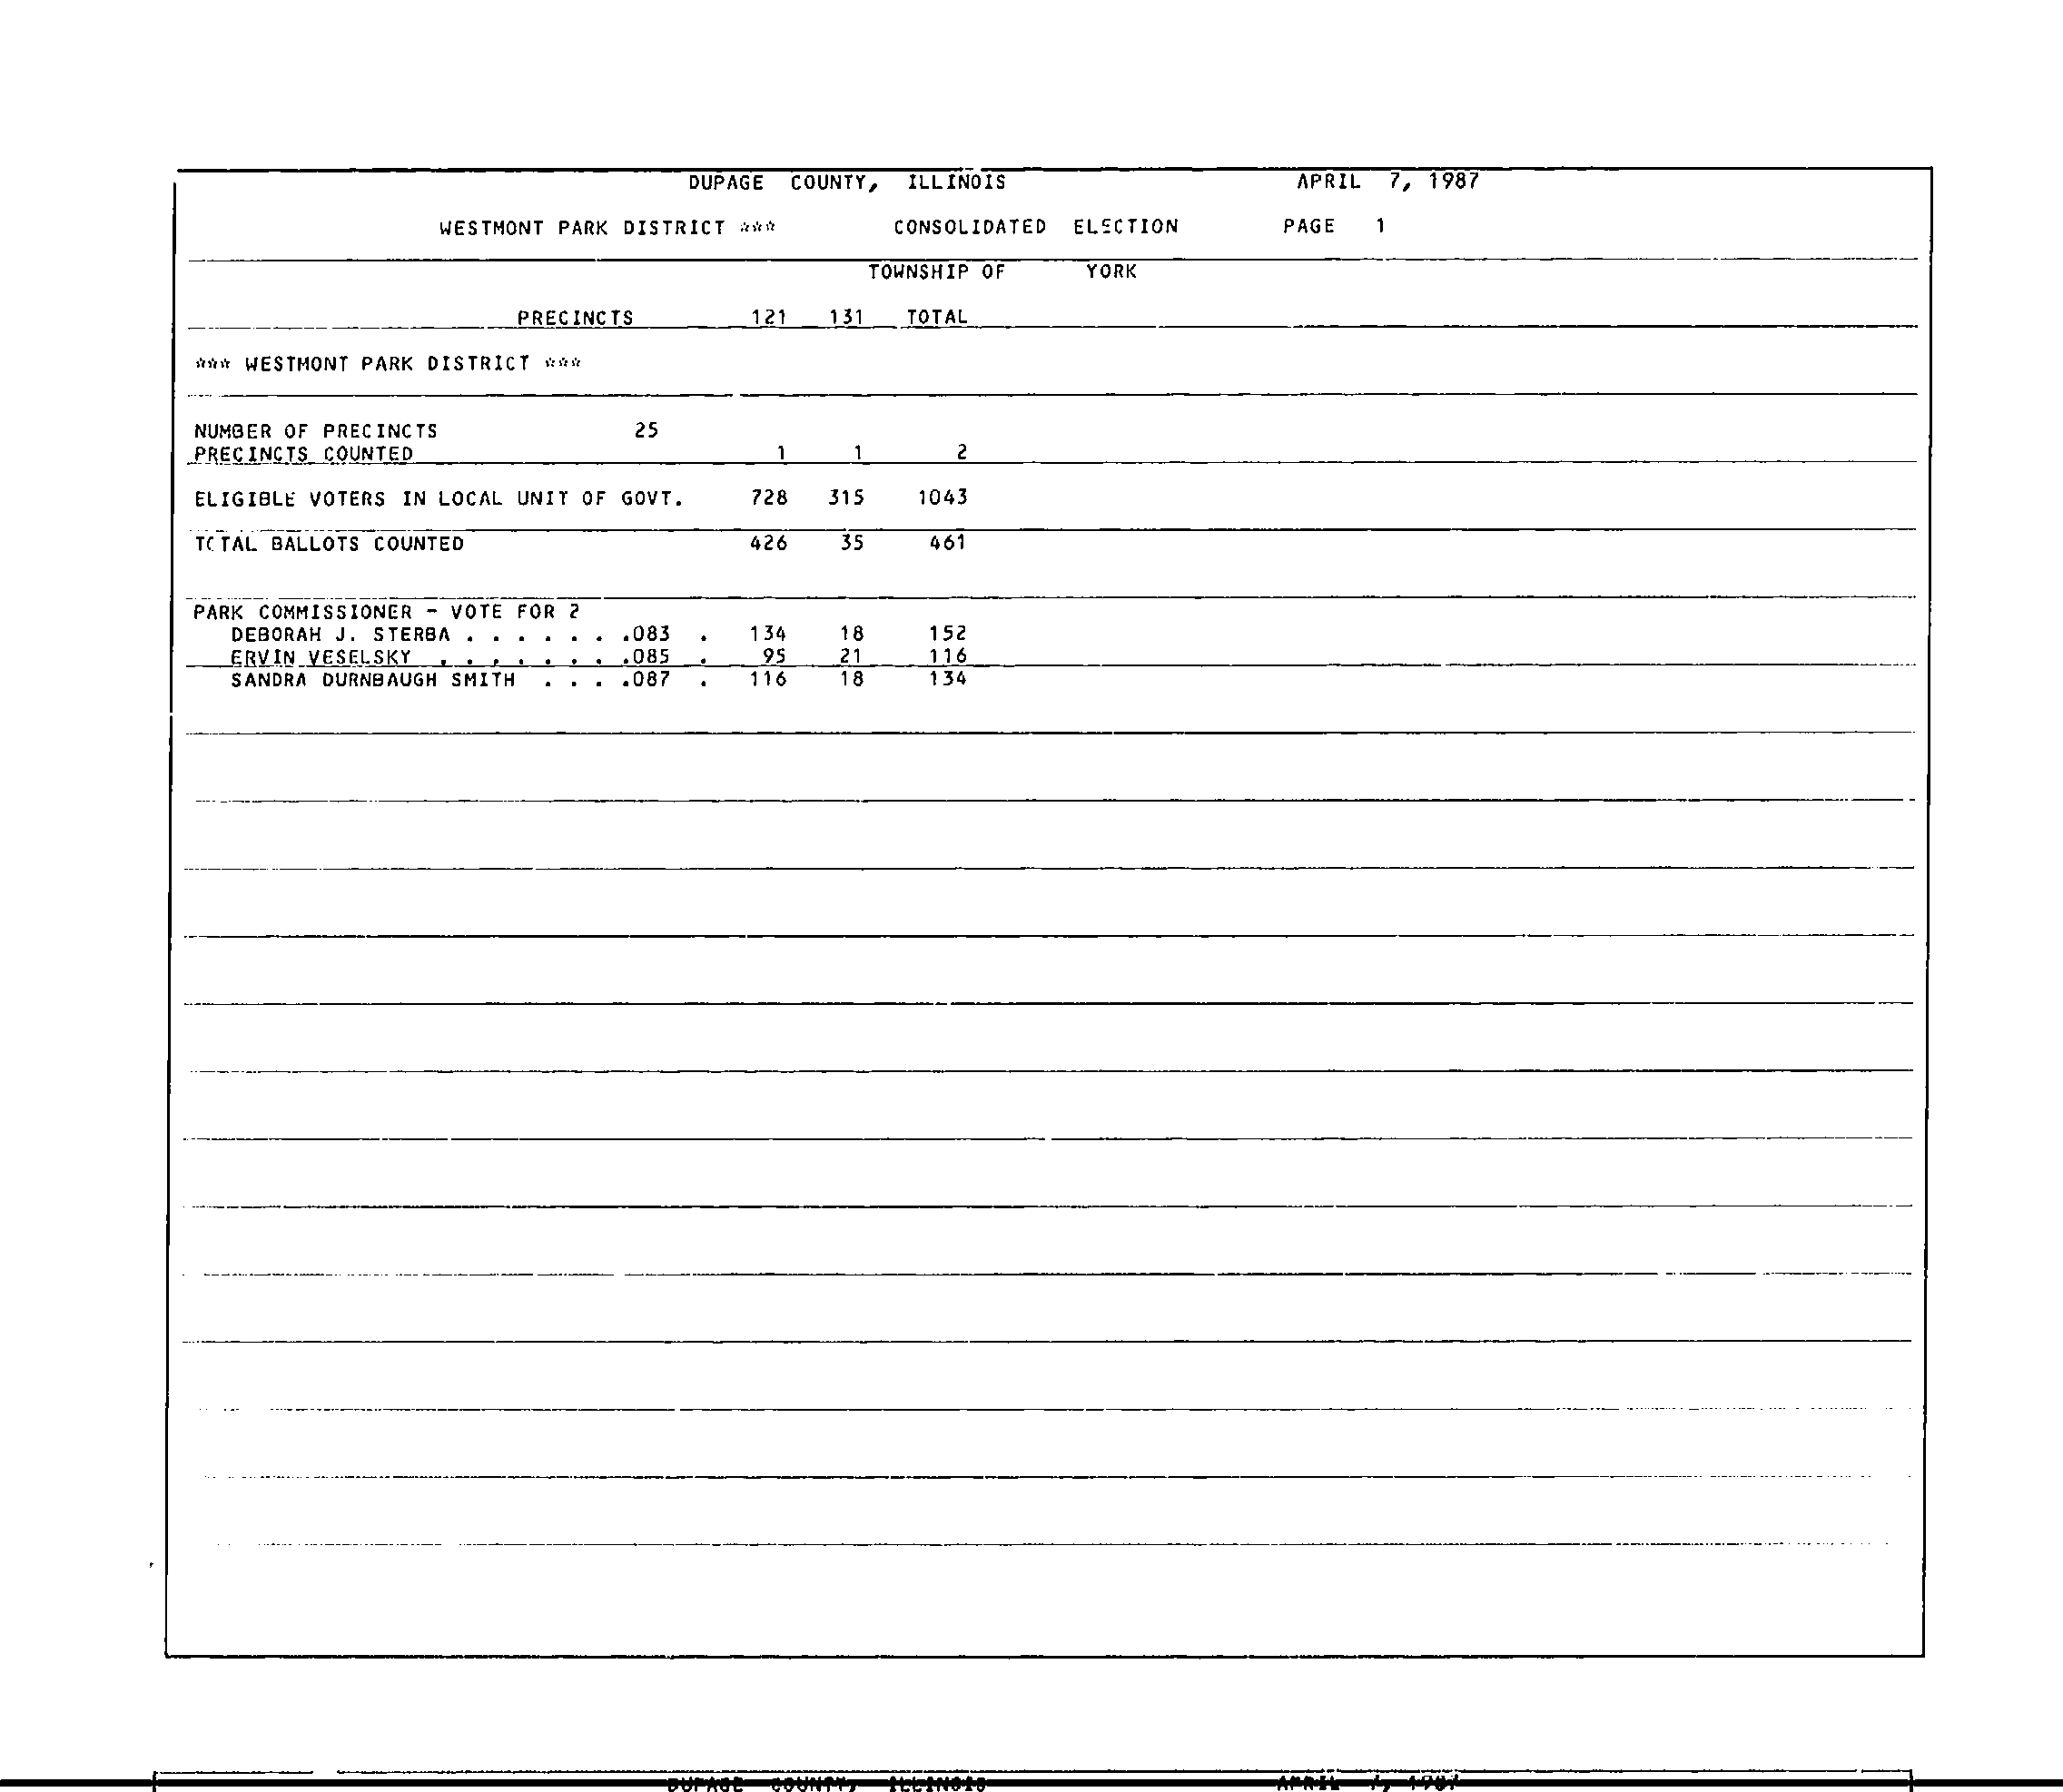 DUPAGE COUNTY, ILLINOIS APRIL 7, 1987
WESTMONT PARK DISTRICT *** CONSOLIDATED ELECTION PAGE 1
TOWNSHIP OF YORK
PRECINCTS 121 131 TOTAL
*** WESTMONT PARK DISTRICT ***
NUMBER OF PRECINCTS 25
PRECINCTS COUNTED 1 1 2
ELIGIBLE VOTERS IN LOCAL UNIT OF GOVT. 728 315 1043
TOTAL BALLOTS COUNTED 426 35 461
PARK COMMISSIONER - VOTE FOR 2
DEBORAH J. STERBA . . . . . . .083 . 134 18 152
ERVIN VESELSKY . . . . . . . .085 . 95 21 116
SANDRA DURNBAUGH SMITH . . . .087 . 116 18 134
DUPAGE COUNTY, ILLINOIS APRIL 7, 1987